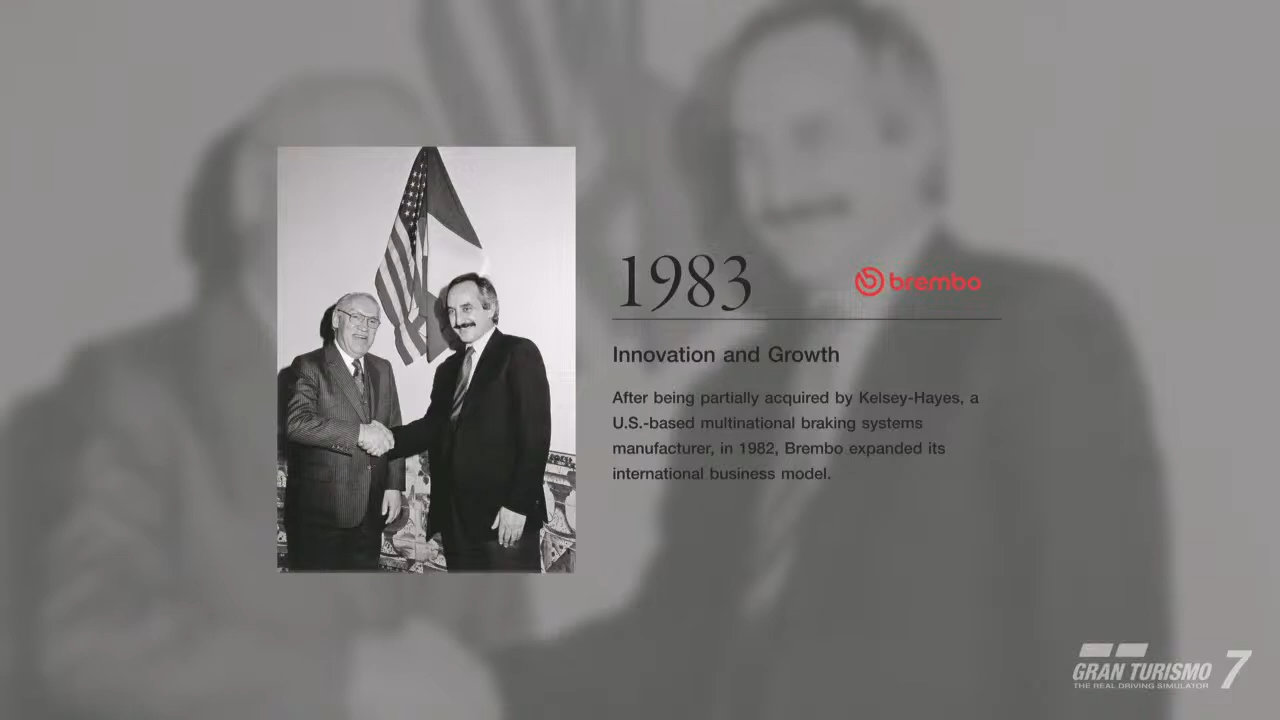 1983
brembo
Innovation and Growth
After being partially acquired by Kelsey-Hayes, a
U.S.-based multinational braking systems
manufacturer, in 1982, Brembo expanded its
international business model.
GRAN TURISMO 7
THE REAL DRIVING SIMULATOR